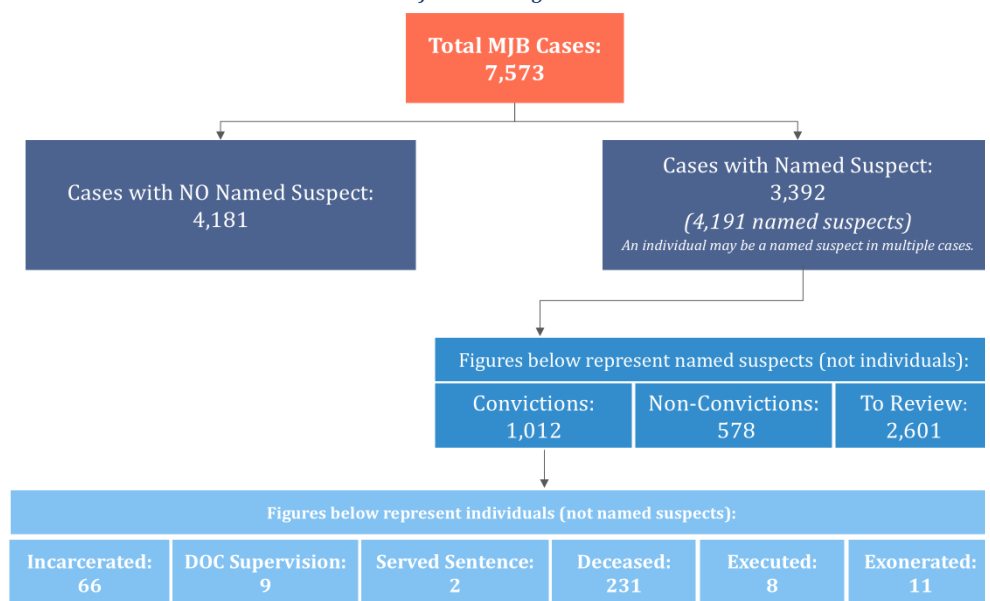 Total MJB Cases:
7,573
Cases with NO Named Suspect:
4,181
Cases with Named Suspect:
3,392
(4,191 named suspects)
An individual may be a named suspect in multiple cases.
Figures below represent named suspects (not individuals):
Convictions:
1,012
Non-Convictions:
578
To Review:
2,601
Figures below represent individuals (not named suspects):
Incarcerated:
66
DOC Supervision:
9
Served Sentence:
2
Deceased:
231
Executed:
8
Exonerated:
11